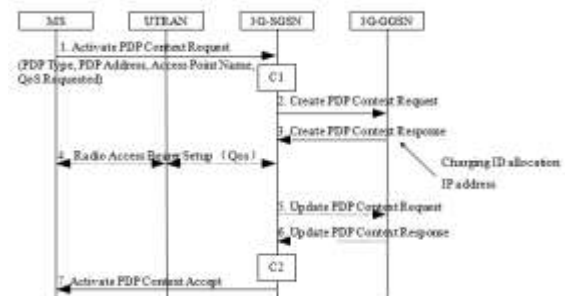 MS
UTRAN
3G-SGSN
3G-GGSN
1. Activate PDP Context Request
(PDP Type, PDP Address, Access Point Name,
QoS Requested)
C1
2. Create PDP Context Request
3. Create PDP Context Response
4. Radio Access Bearer Setup (Qos)
Charging ID allocation
IP address
5. Update PDP Context Request
6. Update PDP Context Response
C2
7. Activate PDP Context Accept